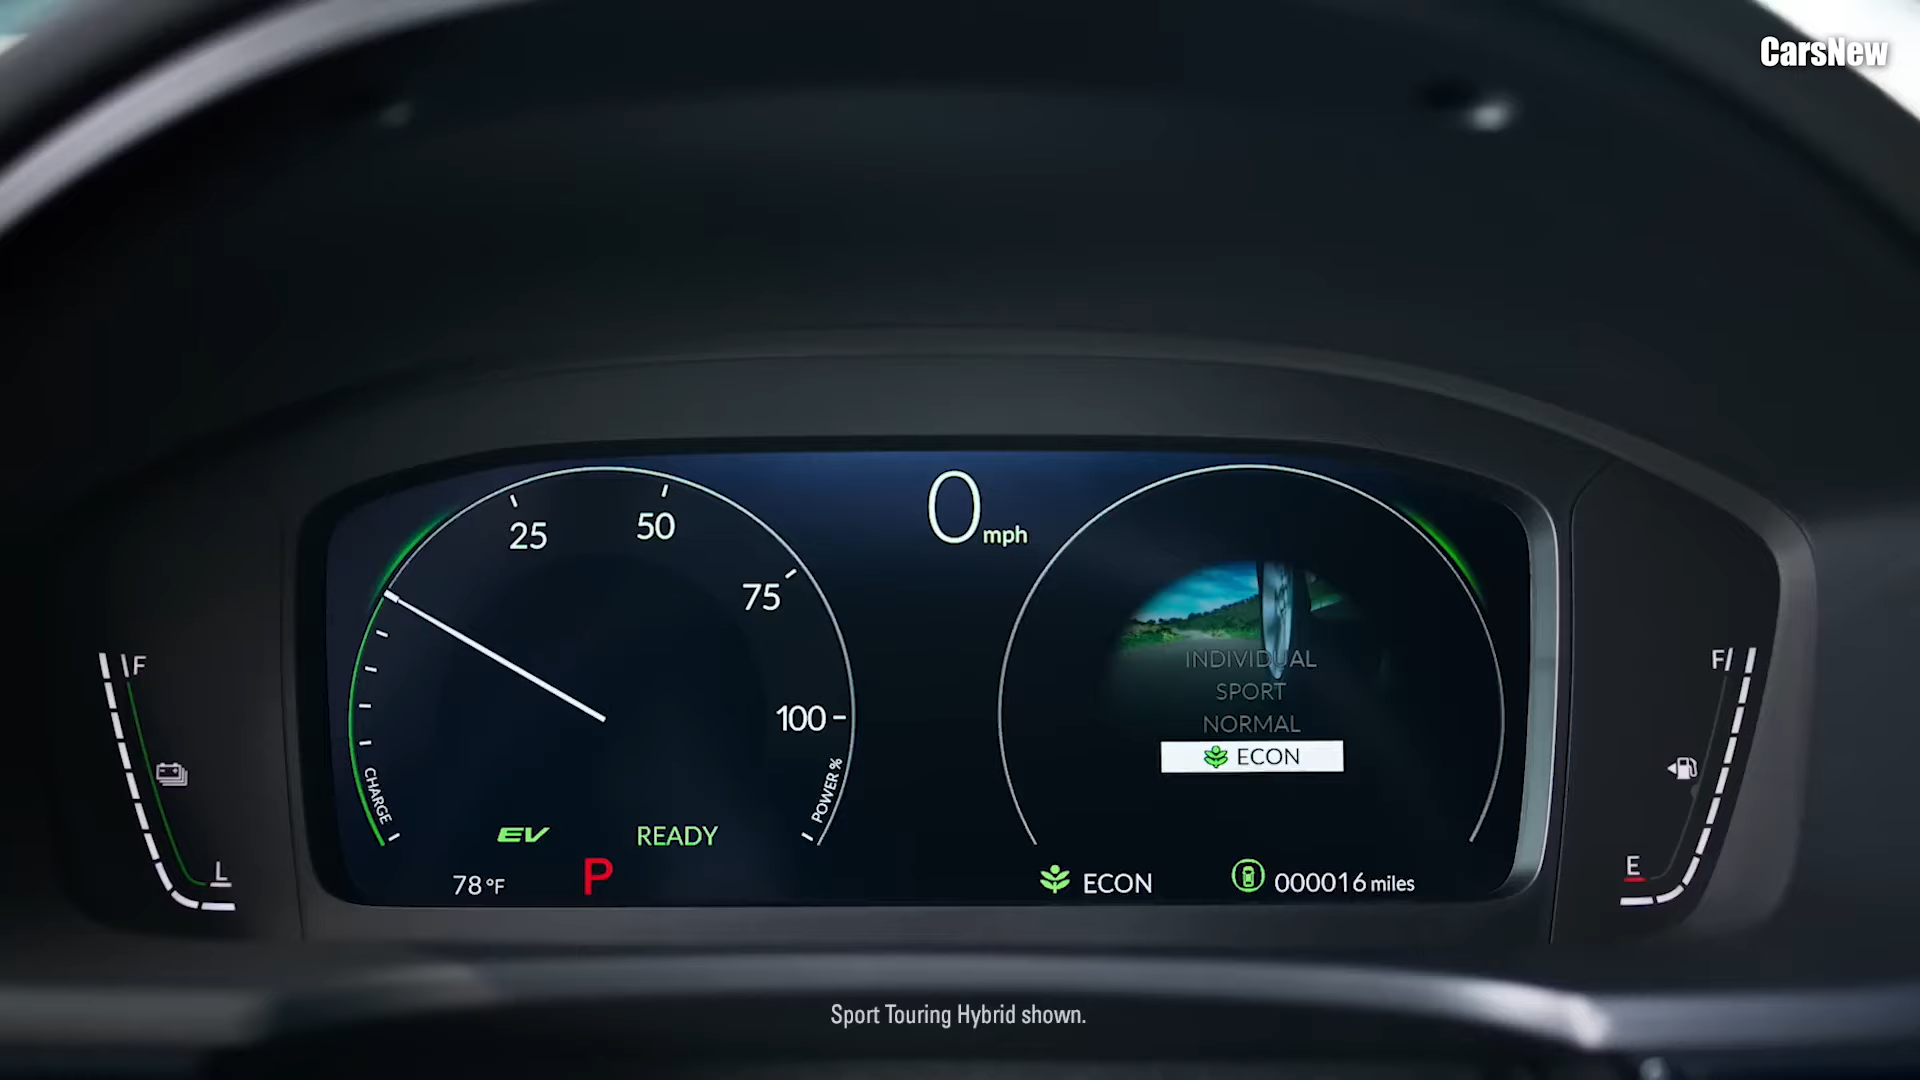 CarsNew
0 mph
25
50
75
100
CHARGE
POWER %
F
L
INDIVIDUAL
SPORT
NORMAL
ECON
F
E
EV
READY
78 °F
P
ECON
000016 miles
Sport Touring Hybrid shown.